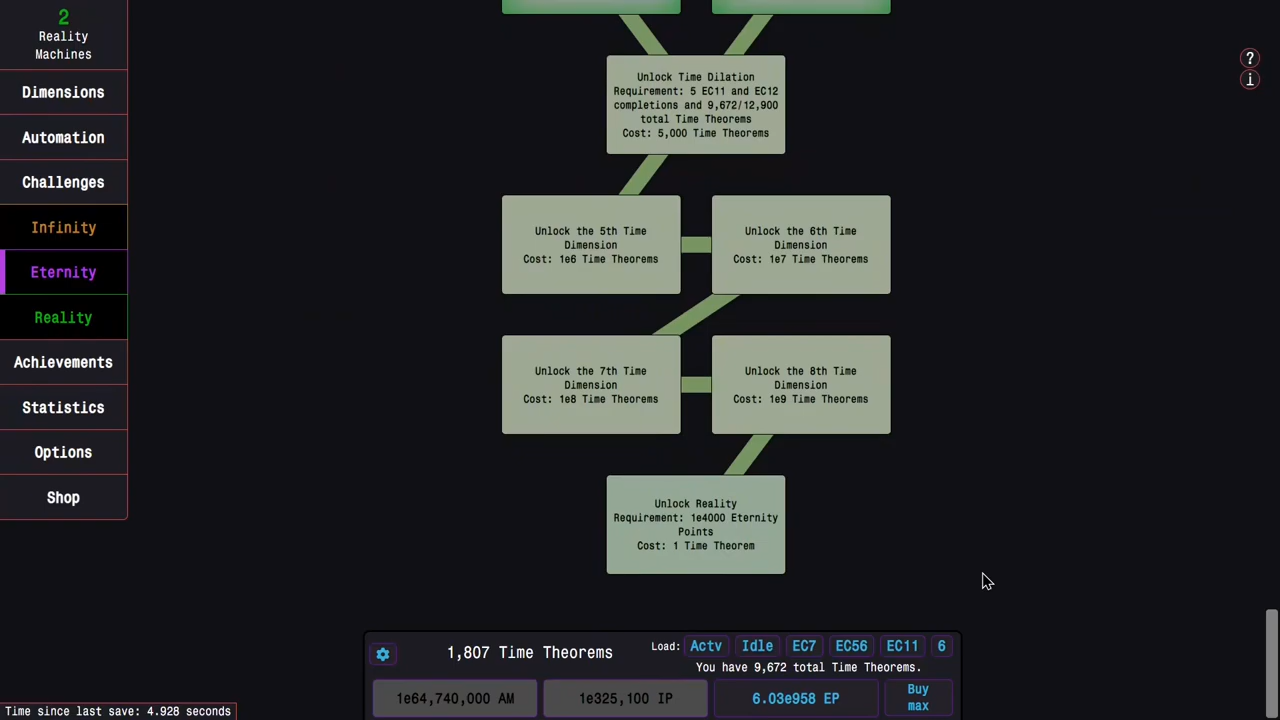 2
Reality
Machines
Dimensions
Automation
Challenges
Infinity
Eternity
Reality
Achievements
Statistics
Options
Shop
?
i
Unlock Time Dilation
Requirement: 5 EC11 and EC12
completions and 9,672/12,900
total Time Theorems
Cost: 5,000 Time Theorems
Unlock the 5th Time
Dimension
Cost: 1e6 Time Theorems
Unlock the 6th Time
Dimension
Cost: 1e7 Time Theorems
Unlock the 7th Time
Dimension
Cost: 1e8 Time Theorems
Unlock the 8th Time
Dimension
Cost: 1e9 Time Theorems
Unlock Reality
Requirement: 1e4000 Eternity
Points
Cost: 1 Time Theorem
1,807 Time Theorems
Load: Actv Idle EC7 EC56 EC11 6
You have 9,672 total Time Theorems.
1e64,740,000 AM
1e325,100 IP
6.03e958 EP
Buy
max
Time since last save: 4.928 seconds